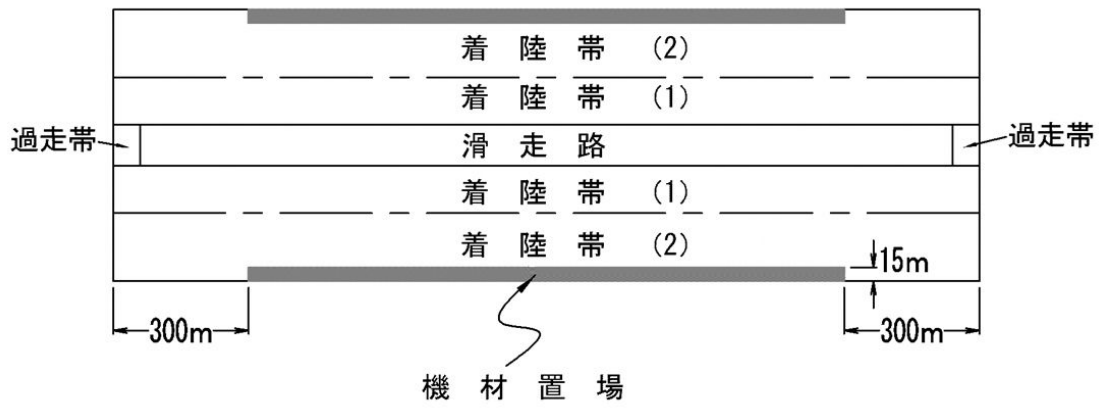 着 陸 帯 (2)
着 陸 帯 (1)
過走帯
滑 走 路
過走帯
着 陸 帯 (1)
着 陸 帯 (2)
15m
300m
300m
機 材 置 場